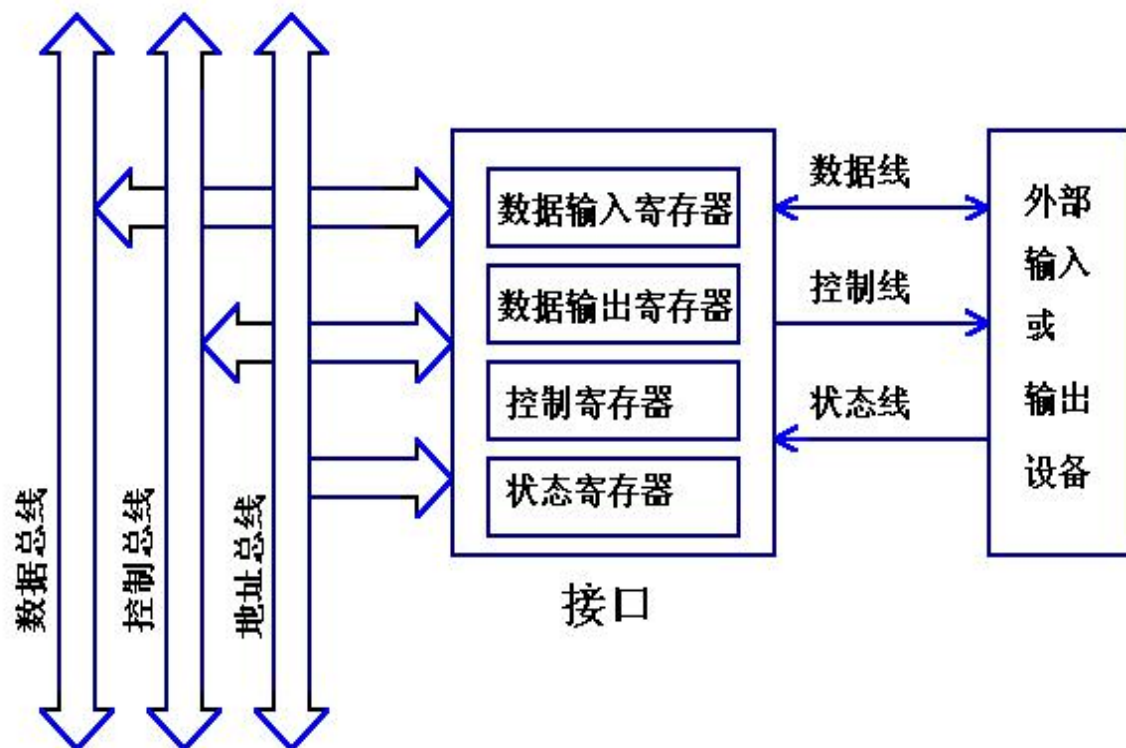 数据总线
控制总线
地址总线
数据输入寄存器
数据输出寄存器
控制寄存器
状态寄存器
接口
数据线
控制线
状态线
外部
输入
或
输出
设备